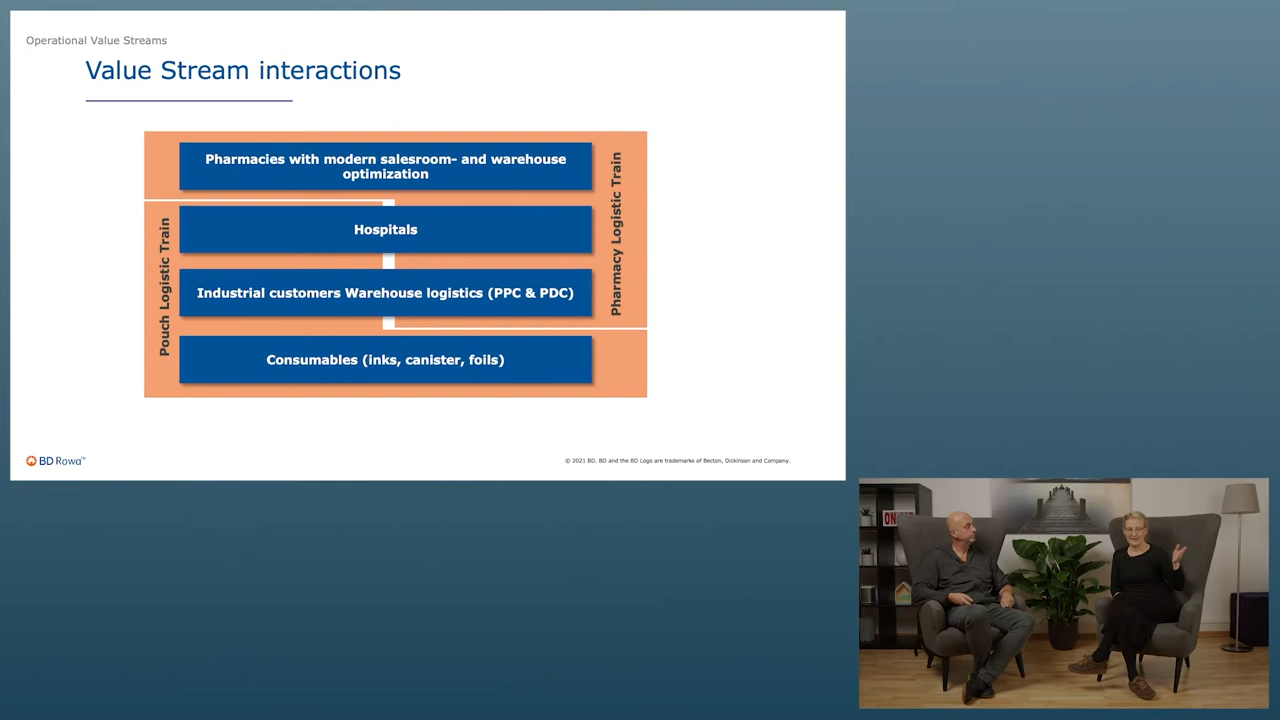 Operational Value Streams
Value Stream interactions
Pharmacies with modern salesroom- and warehouse
optimization
Hospitals
Industrial customers Warehouse logistics (PPC & PDC)
Consumables (inks, canister, foils)
Pouch Logistic Train
Pharmacy Logistic Train
BD Rowa™
© 2021 BD. BD and the BD Logo are trademarks of Becton, Dickinson and Company.